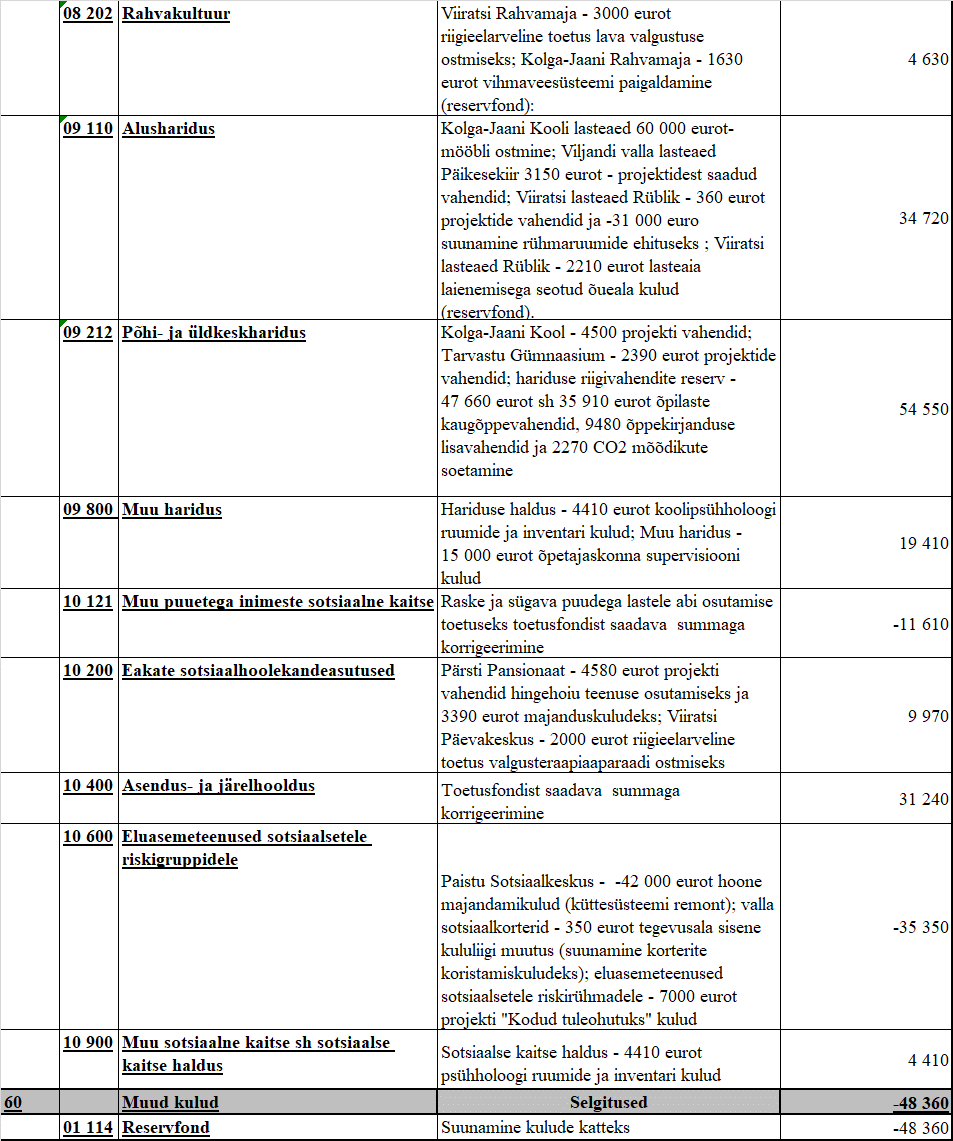 08 202 Rahvakultuur
Viiratsi Rahvamaja - 3000 eurot
riigieelarveline toetus lava valgustuse
ostmiseks; Kolga-Jaani Rahvamaja - 1630
eurot vihmaveesüsteemi paigaldamine
(reservfond):
4 630
09 110 Alusharidus
Kolga-Jaani Kooli lasteaed 60 000 eurot-
mööbli ostmine; Viljandi valla lasteaed
Päikesekiir 3150 eurot - projektidest saadud
vahendid; Viiratsi lasteaed Rüblik - 360 eurot
projektide vahendid ja -31 000 euro
suunamine rühmaruumide ehituseks ; Viiratsi
lasteaed Rüblik - 2210 eurot lasteaia
laienemisega seotud õueala kulud
(reservfond).
34 720
09 212 Põhi- ja üldkeskharidus
Kolga-Jaani Kool - 4500 projekti vahendid;
Tarvastu Gümnaasium - 2390 eurot projektide
vahendid; hariduse riigivahendite reserv -
47 660 eurot sh 35 910 eurot õpilaste
kaugõppevahendid, 9480 õppekirjanduse
lisavahendid ja 2270 CO2 mõõdikute
soetamine
54 550
09 800 Muu haridus
Hariduse haldus - 4410 eurot koolipsühholoogi
ruumide ja inventari kulud; Muu haridus -
15 000 eurot õpetajaskonna supervisiooni
kulud
19 410
10 121 Muu puuetega inimeste sotsiaalne kaitse
Raske ja sügava puudega lastele abi osutamise
toetuseks toetusfondist saadava  summaga
korrigeerimine
-11 610
10 200 Eakate sotsiaalhoolekandeasutused
Pärsti Pansionaat - 4580 eurot projekti
vahendid hingehoiu teenuse osutamiseks ja
3390 eurot majanduskuludeks; Viiratsi
Päevakeskus - 2000 eurot riigieelarveline
toetus valgusteraapiaaparaadi ostmiseks
9 970
10 400 Asendus- ja järelhooldus
Toetusfondist saadava  summaga
korrigeerimine
31 240
10 600 Eluasemeteenused sotsiaalsetele
riskigruppidele
Paistu Sotsiaalkeskus -  -42 000 eurot hoone
majandamikulud (küttesüsteemi remont); valla
sotsiaalkorterid - 350 eurot tegevusala sisene
kululiigi muutus (suunamine korterite
koristamiskuludeks); eluasemeteenused
sotsiaalsetele riskirühmadele - 7000 eurot
projekti "Kodud tuleohutuks" kulud
-35 350
10 900 Muu sotsiaalne kaitse sh sotsiaalse
kaitse haldus
Sotsiaalse kaitse haldus - 4410 eurot
psühholoogi ruumide ja inventari kulud
4 410
60 Muud kulud Selgitused -48 360
01 114 Reservfond Suunamine kulude katteks -48 360